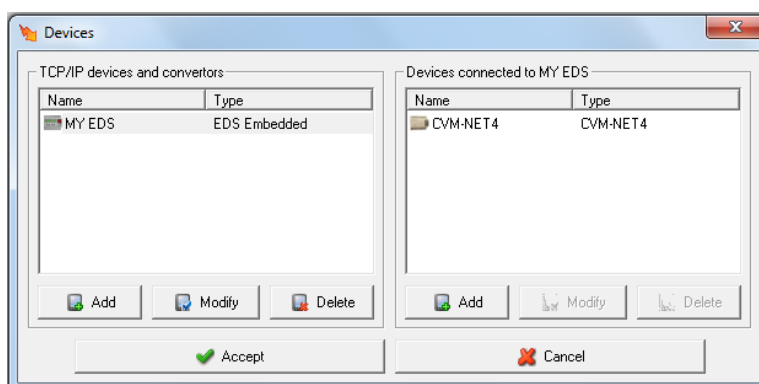 Devices
TCP/IP devices and convertors
Name Type
MY EDS EDS Embedded
Add Modify Delete
Devices connected to MY EDS
Name Type
CVM-NET4 CVM-NET4
Add Modify Delete
Accept Cancel